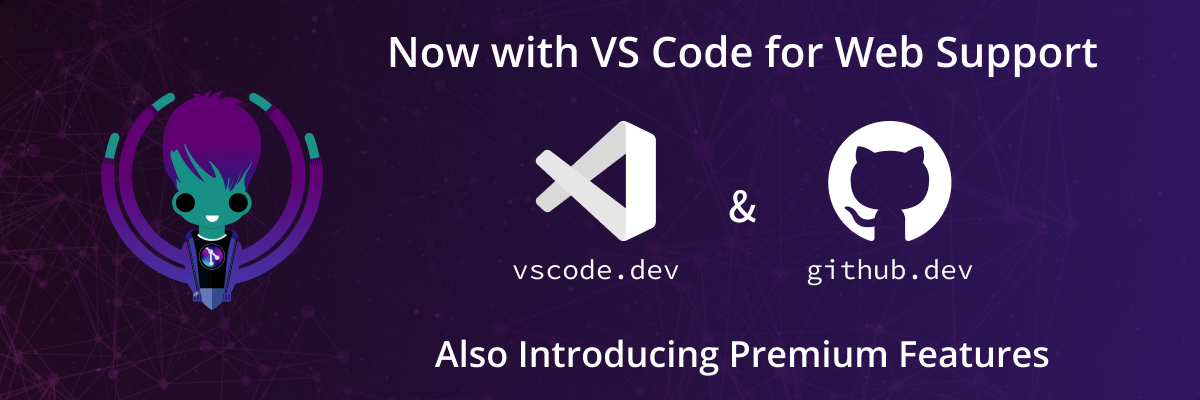 Now with VS Code for Web Support
&
vscode.dev
github.dev
Also Introducing Premium Features